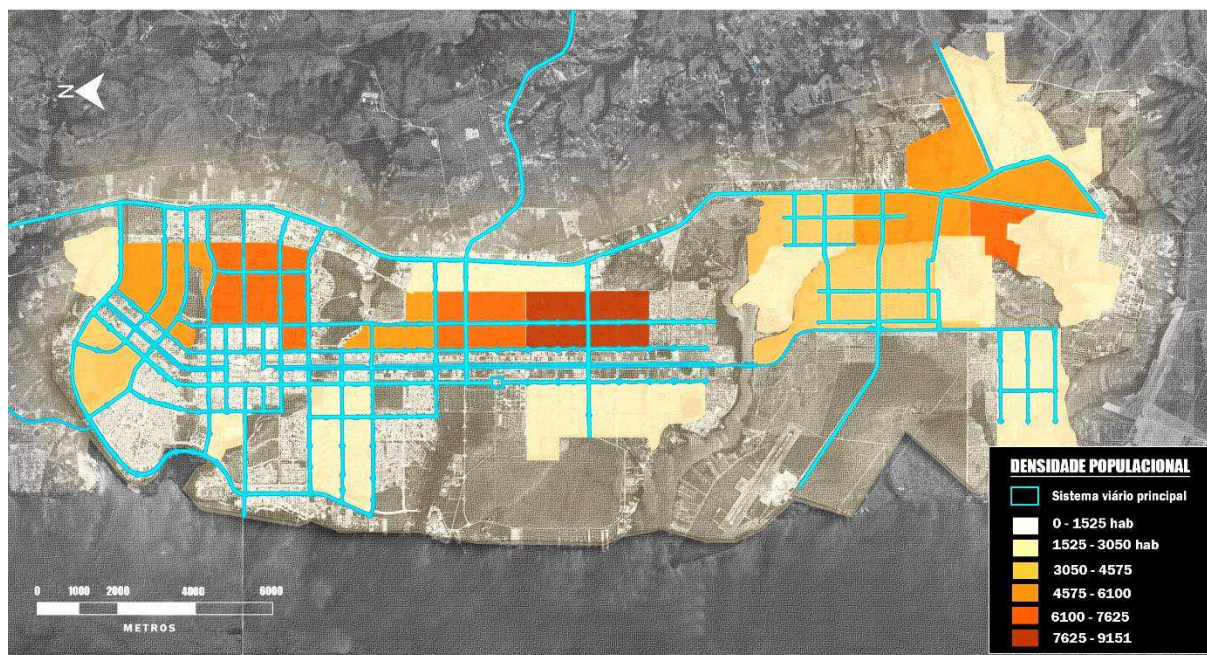 N
DENSIDADE POPULACIONAL
Sistema viário principal
0 - 1525 hab
1525 - 3050 hab
3050 - 4575
4575 - 6100
6100 - 7625
7625 - 9151
0 1000 2000 4000 6000
METROS